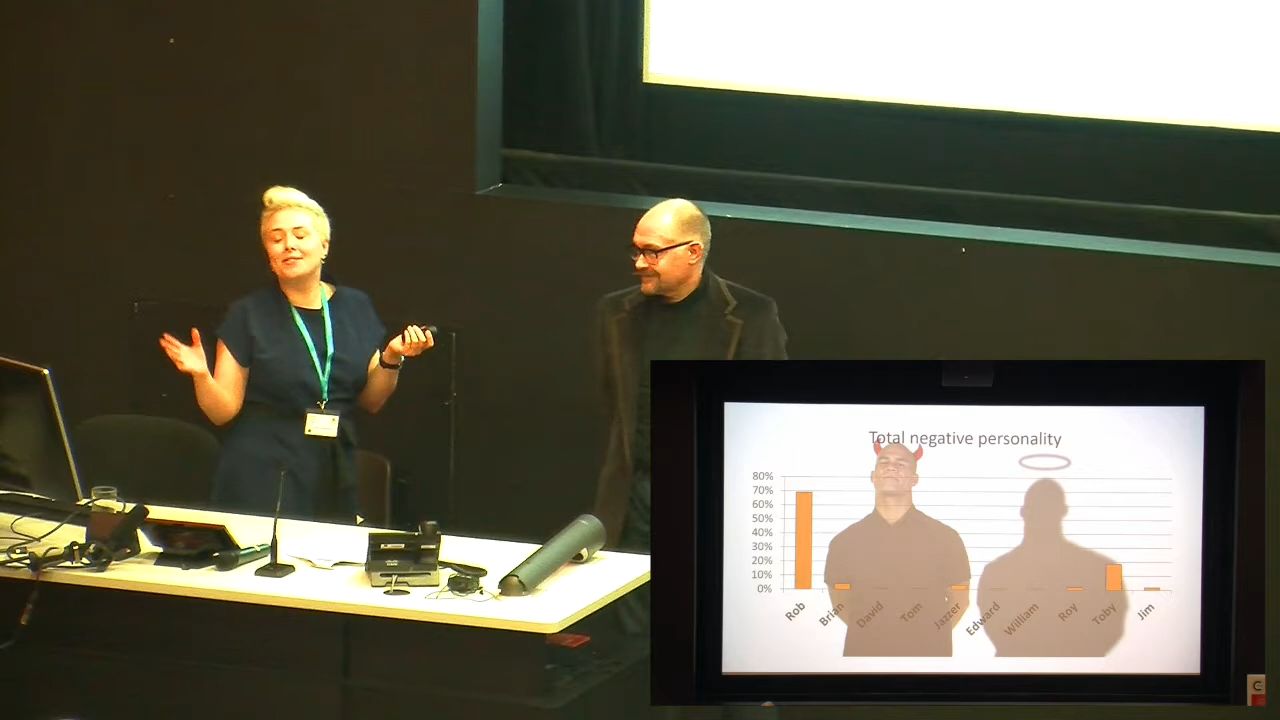 Total negative personality
80%
70%
60%
50%
40%
30%
20%
10%
0%
Rob
Brian
David
Tom
Jazzer
Edward
William
Roy
Toby
Jim
C